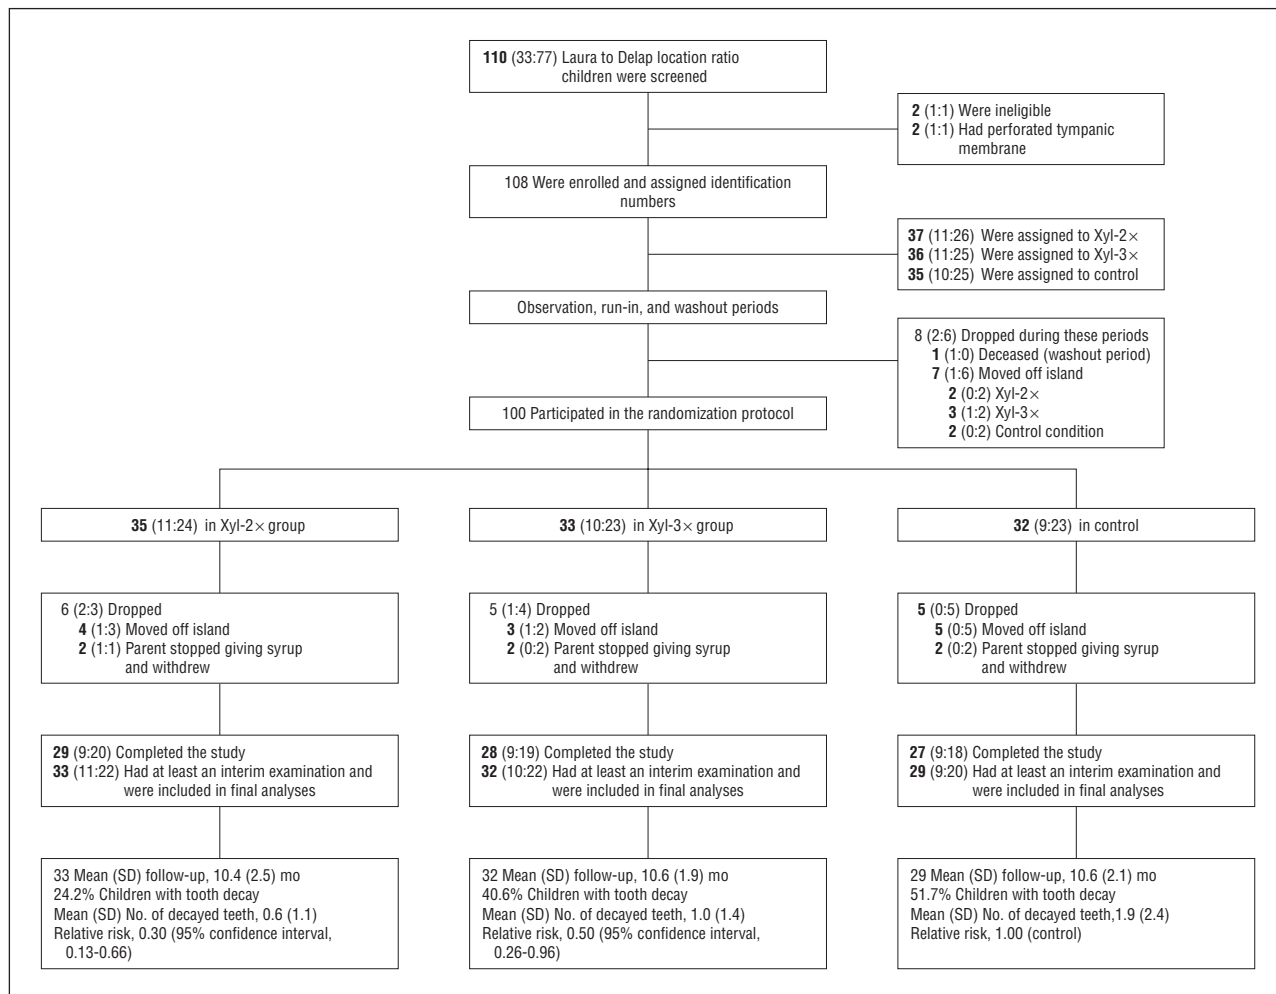 110 (33:77) Laura to Delap location ratio
children were screened
2 (1:1) Were ineligible
2 (1:1) Had perforated tympanic
membrane
108 Were enrolled and assigned identification
numbers
37 (11:26) Were assigned to Xyl-2×
36 (11:25) Were assigned to Xyl-3×
35 (10:25) Were assigned to control
Observation, run-in, and washout periods
8 (2:6) Dropped during these periods
1 (1:0) Deceased (washout period)
7 (1:6) Moved off island
2 (0:2) Xyl-2×
3 (1:2) Xyl-3×
2 (0:2) Control condition
100 Participated in the randomization protocol
35 (11:24) in Xyl-2× group
33 (10:23) in Xyl-3× group
32 (9:23) in control
6 (2:3) Dropped
4 (1:3) Moved off island
2 (1:1) Parent stopped giving syrup
and withdrew
5 (1:4) Dropped
3 (1:2) Moved off island
2 (0:2) Parent stopped giving syrup
and withdrew
5 (0:5) Dropped
5 (0:5) Moved off island
2 (0:2) Parent stopped giving syrup
and withdrew
29 (9:20) Completed the study
33 (11:22) Had at least an interim examination and
were included in final analyses
28 (9:19) Completed the study
32 (10:22) Had at least an interim examination and
were included in final analyses
27 (9:18) Completed the study
29 (9:20) Had at least an interim examination and
were included in final analyses
33 Mean (SD) follow-up, 10.4 (2.5) mo
24.2% Children with tooth decay
Mean (SD) No. of decayed teeth, 0.6 (1.1)
Relative risk, 0.30 (95% confidence interval,
0.13-0.66)
32 Mean (SD) follow-up, 10.6 (1.9) mo
40.6% Children with tooth decay
Mean (SD) No. of decayed teeth, 1.0 (1.4)
Relative risk, 0.50 (95% confidence interval,
0.26-0.96)
29 Mean (SD) follow-up, 10.6 (2.1) mo
51.7% Children with tooth decay
Mean (SD) No. of decayed teeth,1.9 (2.4)
Relative risk, 1.00 (control)